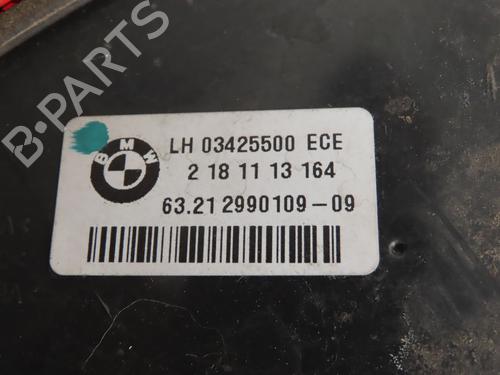 B-PARTS
BMW
LH 03425500 ECE
2 18 11 13 164
63.21 2990109-09